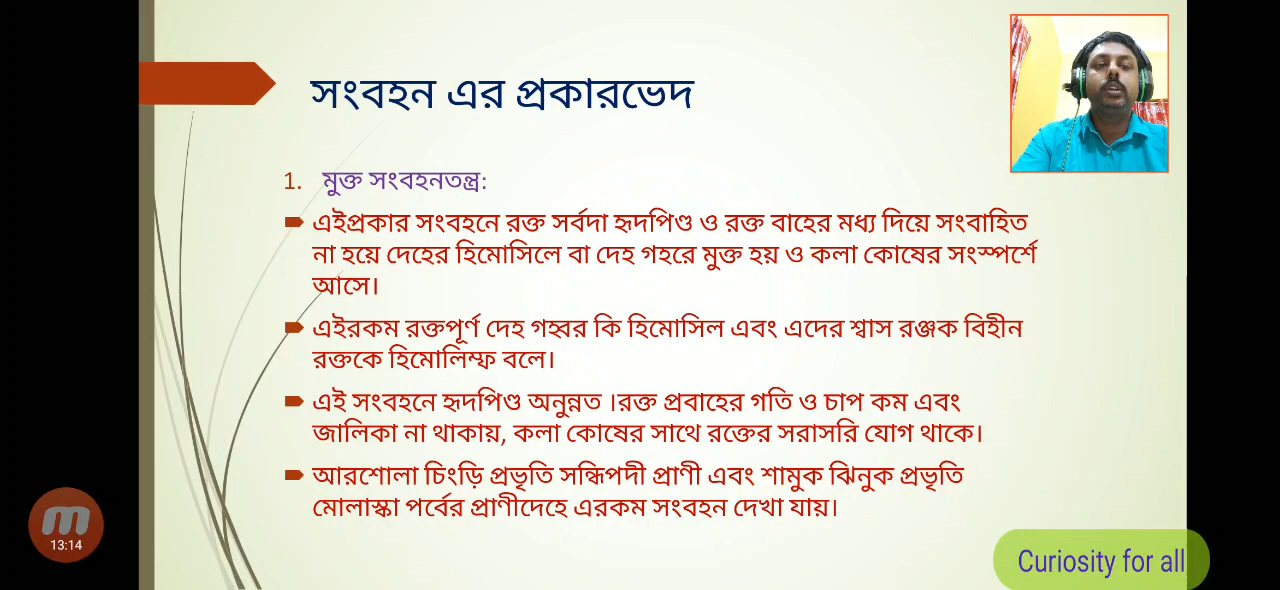 সংবহন এর প্রকারভেদ
1. মুক্ত সংবহনতন্ত্র:
এইপ্রকার সংবহনে রক্ত সর্বদা হৃদপিণ্ড ও রক্ত বাহের মধ্য দিয়ে সংবাহিত
না হয়ে দেহের হিমোসিলে বা দেহ গহরে মুক্ত হয় ও কলা কোষের সংস্পর্শে
আসে।
এইরকম রক্তপূর্ণ দেহ গহ্বর কি হিমোসিল এবং এদের শ্বাস রঞ্জক বিহীন
রক্তকে হিমোলিম্ফ বলে।
এই সংবহনে হৃদপিণ্ড অনুন্নত ।রক্ত প্রবাহের গতি ও চাপ কম এবং
জালিকা না থাকায়, কলা কোষের সাথে রক্তের সরাসরি যোগ থাকে।
আরশোলা চিংড়ি প্রভৃতি সন্ধিপদী প্রাণী এবং শামুক ঝিনুক প্রভৃতি
মোলাস্কা পর্বের প্রাণীদেহে এরকম সংবহন দেখা যায়।
13:14
Curiosity for all